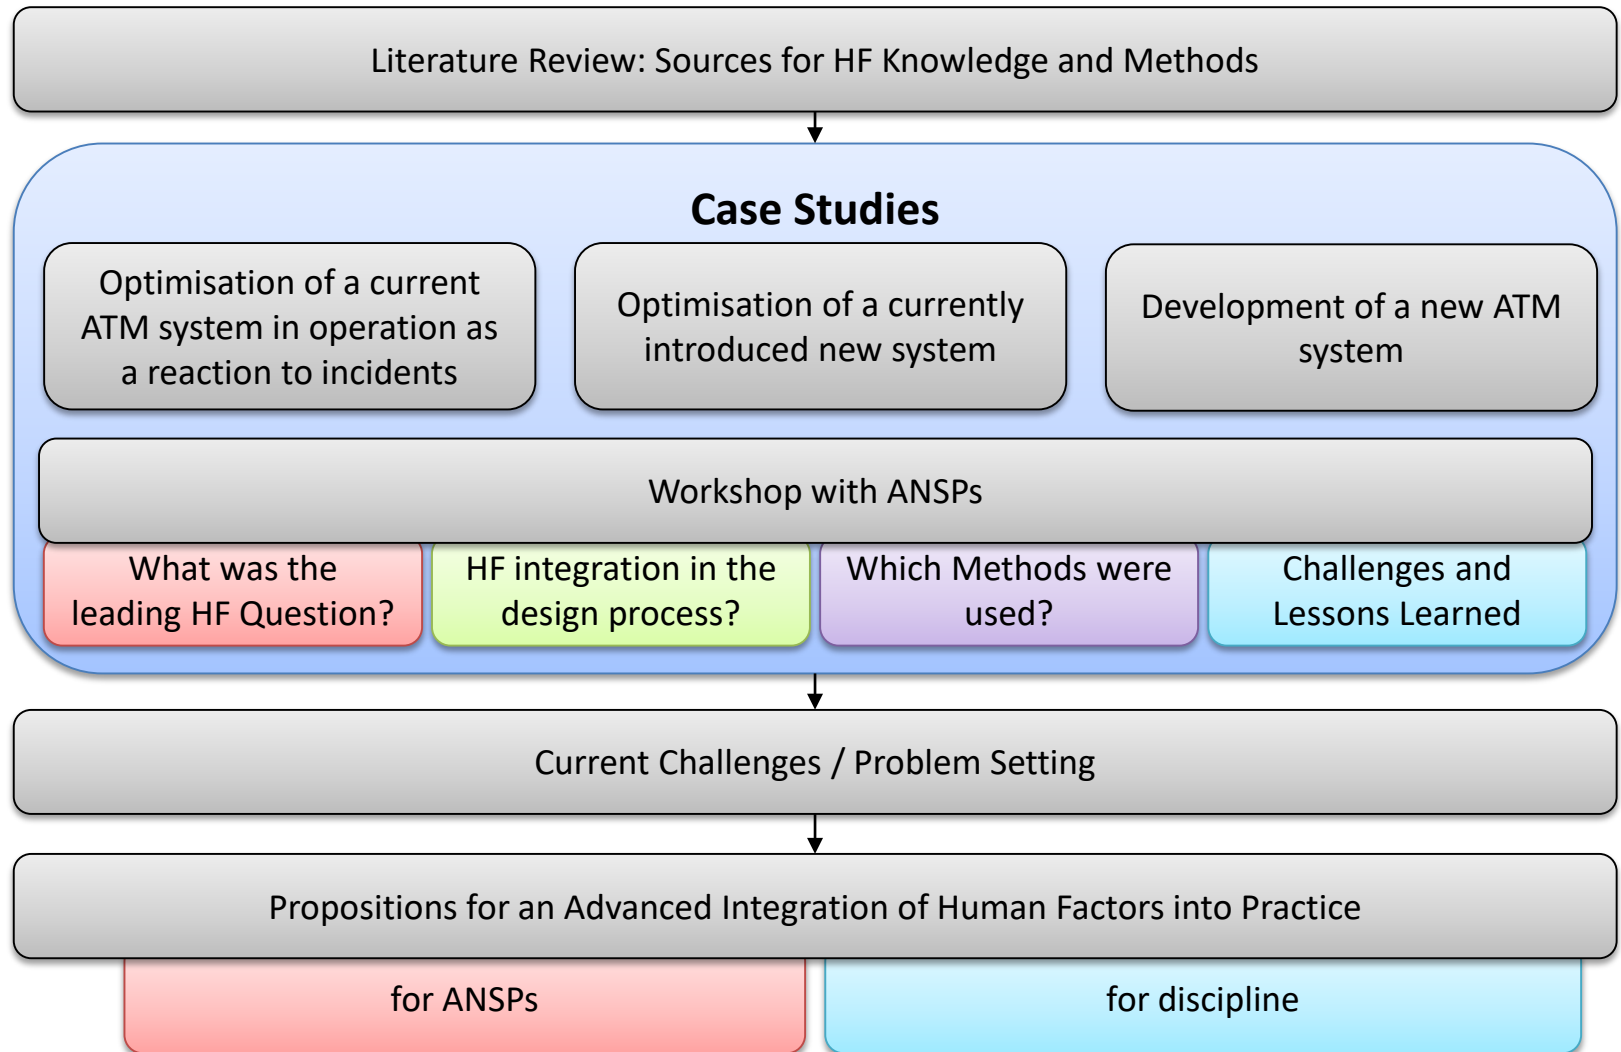 Literature Review: Sources for HF Knowledge and Methods
Case Studies
Optimisation of a current
ATM system in operation as
a reaction to incidents
Optimisation of a currently
introduced new system
Development of a new ATM
system
Workshop with ANSPs
What was the
leading HF Question?
HF integration in the
design process?
Which Methods were
used?
Challenges and
Lessons Learned
Current Challenges / Problem Setting
Propositions for an Advanced Integration of Human Factors into Practice
for ANSPs
for discipline